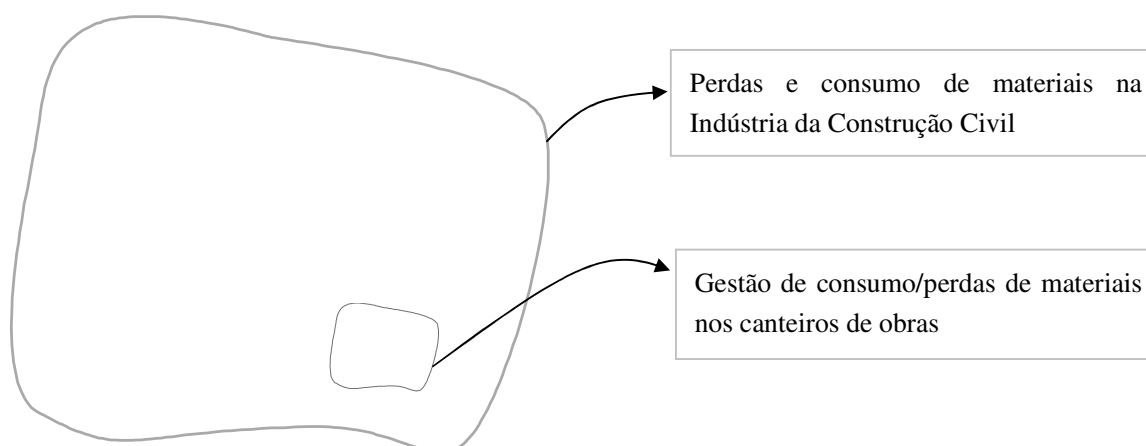 Perdas e consumo de materiais na
Indústria da Construção Civil
Gestão de consumo/perdas de materiais
nos canteiros de obras